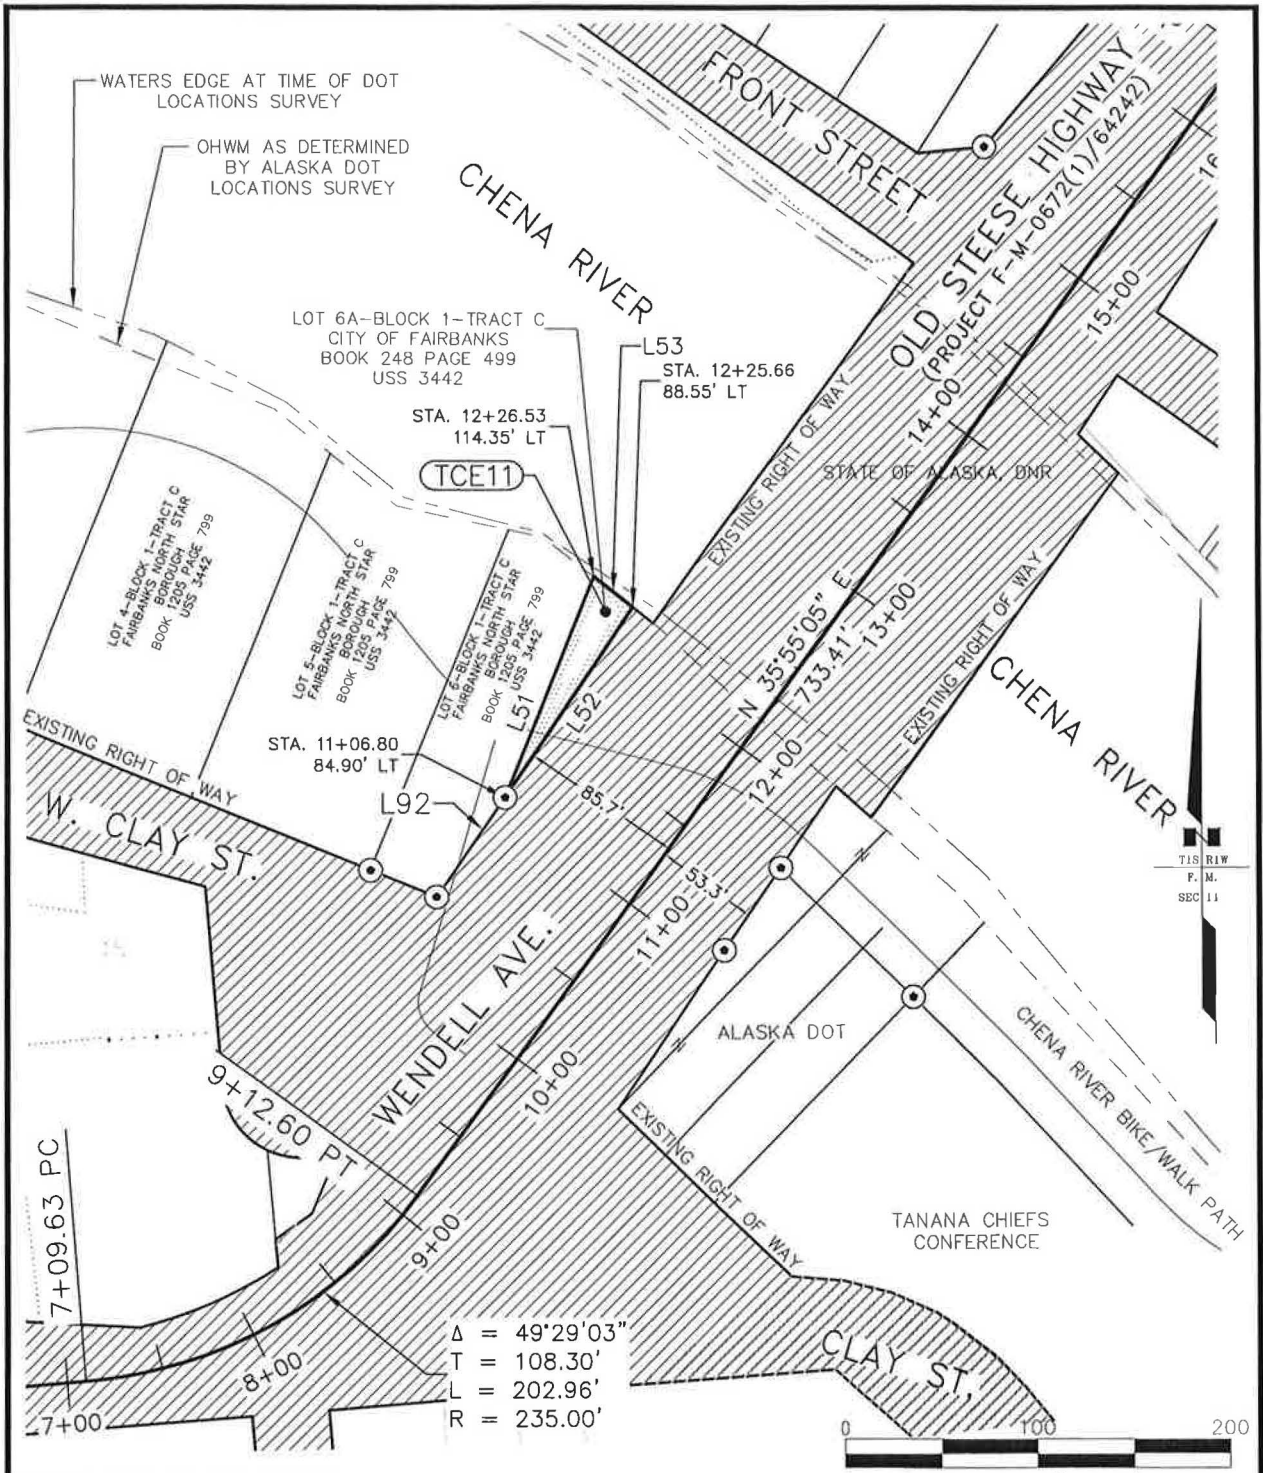 WATERS EDGE AT TIME OF DOT
LOCATIONS SURVEY
OHWM AS DETERMINED
BY ALASKA DOT
LOCATIONS SURVEY
CHENA RIVER
FRONT STREET
OLD STEESE HIGHWAY
(PROJECT F-M-0672(1)/64242)
16
15+00
14+00
LOT 6A-BLOCK 1-TRACT C
CITY OF FAIRBANKS
BOOK 248 PAGE 499
USS 3442
L53
STA. 12+25.66
88.55' LT
STA. 12+26.53
114.35' LT
TCE11
EXISTING RIGHT OF WAY
STATE OF ALASKA, DNR
LOT 4-BLOCK 1-TRACT C
FAIRBANKS NORTH STAR
BOROUGH
BOOK 1205 PAGE 799
USS 3442
LOT 5-BLOCK 1-TRACT C
FAIRBANKS NORTH STAR
BOROUGH
BOOK 1205 PAGE 799
USS 3442
LOT 6-BLOCK 1-TRACT C
FAIRBANKS NORTH STAR
BOROUGH
BOOK 1205 PAGE 799
USS 3442
L51
L52
N 35°55'05" E
733.41'
13+00
EXISTING RIGHT OF WAY
CHENA RIVER
EXISTING RIGHT OF WAY
STA. 11+06.80
84.90' LT
L92
W. CLAY ST.
85.7'
12+00
53.3'
11+00
T1S R1W
F. M.
SEC 11
WENDELL AVE.
10+00
ALASKA DOT
CHENA RIVER BIKE/WALK PATH
9+12.60 PT
EXISTING RIGHT OF WAY
TANANA CHIEFS
CONFERENCE
7+09.63 PC
9+00
8+00
7+00
Δ = 49°29'03"
T = 108.30'
L = 202.96'
R = 235.00'
CLAY ST,
0 100 200